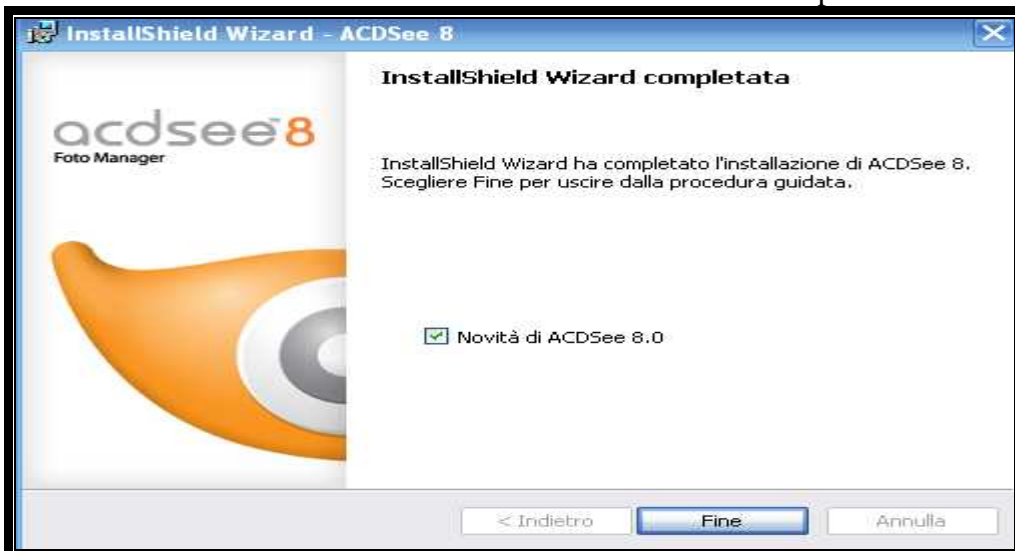 InstallShield Wizard - ACDSee 8
InstallShield Wizard completata
acdsee™8
Foto Manager
InstallShield Wizard ha completato l'installazione di ACDSee 8.
Scegliere Fine per uscire dalla procedura guidata.
Novità di ACDSee 8.0
< Indietro
Fine
Annulla